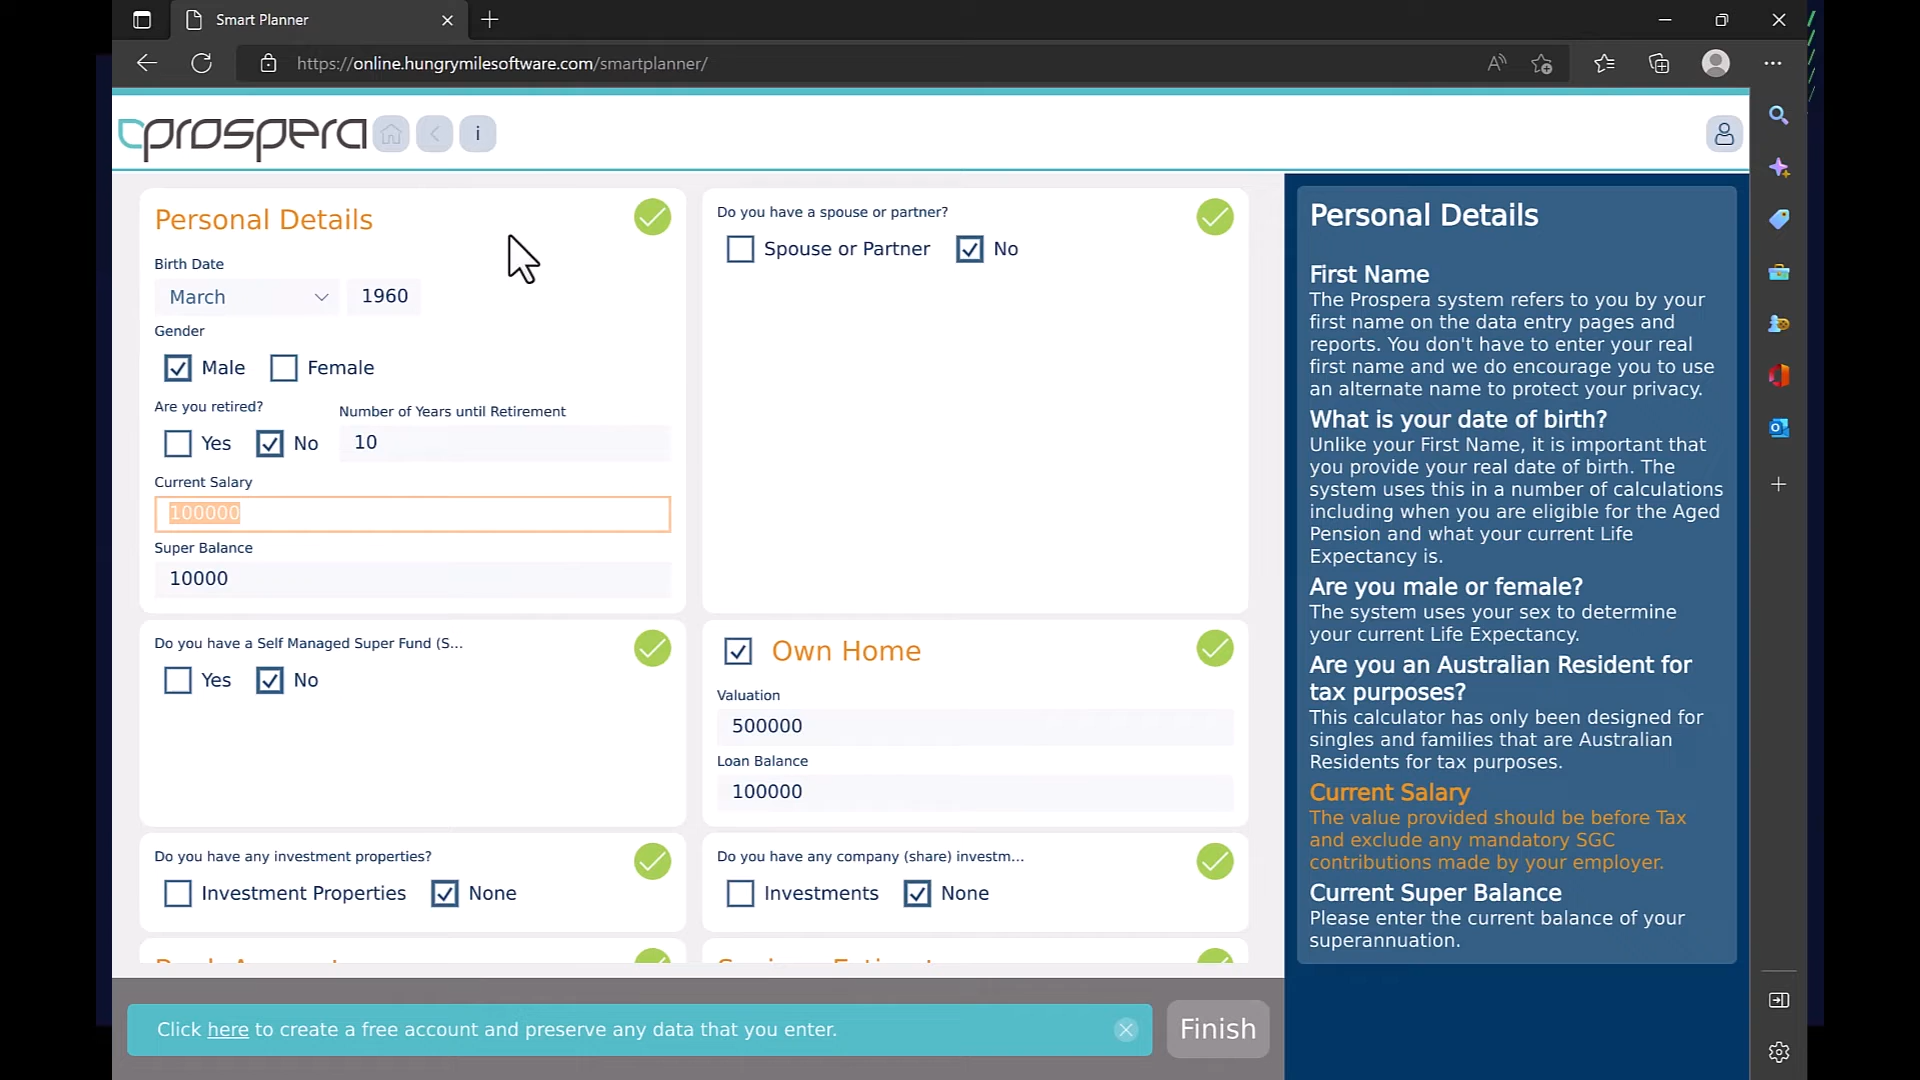 Smart Planner
https://online.hungrymilesoftware.com/smartplanner/
prospera
i
Personal Details
Birth Date
March 1960
Gender
Male Female
Are you retired? Number of Years until Retirement
Yes No 10
Current Salary
100000
Super Balance
10000
Do you have a spouse or partner?
Spouse or Partner No
Do you have a Self Managed Super Fund (S...
Yes No
Own Home
Valuation
500000
Loan Balance
100000
Do you have any investment properties?
Investment Properties None
Do you have any company (share) investm...
Investments None
Click here to create a free account and preserve any data that you enter.
Finish
Personal Details
First Name
The Prospera system refers to you by your
first name on the data entry pages and
reports. You don't have to enter your real
first name and we do encourage you to use
an alternate name to protect your privacy.
What is your date of birth?
Unlike your First Name, it is important that
you provide your real date of birth. The
system uses this in a number of calculations
including when you are eligible for the Aged
Pension and what your current Life
Expectancy is.
Are you male or female?
The system uses your sex to determine
your current Life Expectancy.
Are you an Australian Resident for
tax purposes?
This calculator has only been designed for
singles and families that are Australian
Residents for tax purposes.
Current Salary
The value provided should be before Tax
and exclude any mandatory SGC
contributions made by your employer.
Current Super Balance
Please enter the current balance of your
superannuation.